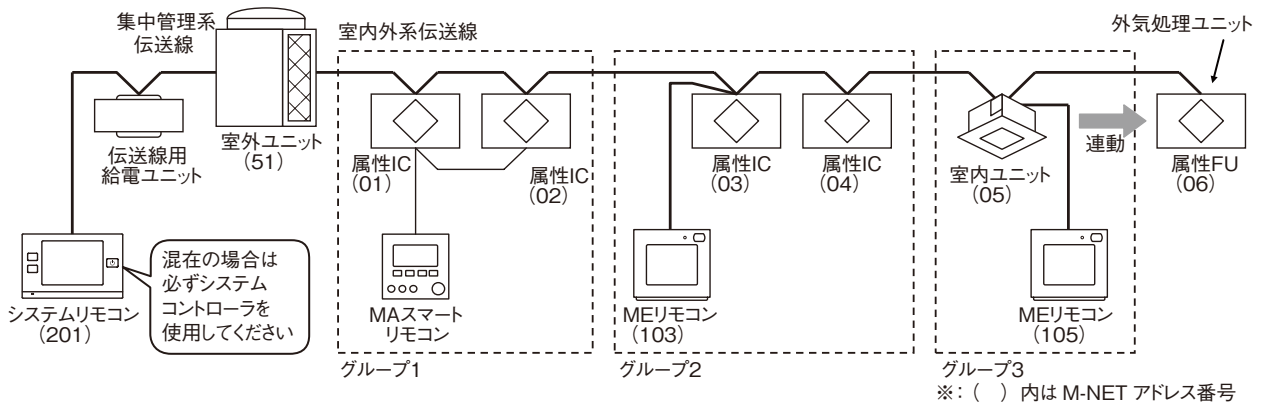 集中管理系
伝送線
室内外系伝送線
外気処理ユニット
伝送線用
給電ユニット
室外ユニット
(51)
属性IC
(01)
属性IC
(02)
属性IC
(03)
属性IC
(04)
室内ユニット
(05)
連動
属性FU
(06)
システムリモコン
(201)
混在の場合は
必ずシステム
コントローラを
使用してください
MAスマート
リモコン
MEリモコン
(103)
MEリモコン
(105)
グループ1
グループ2
グループ3
※:( )内は M-NET アドレス番号